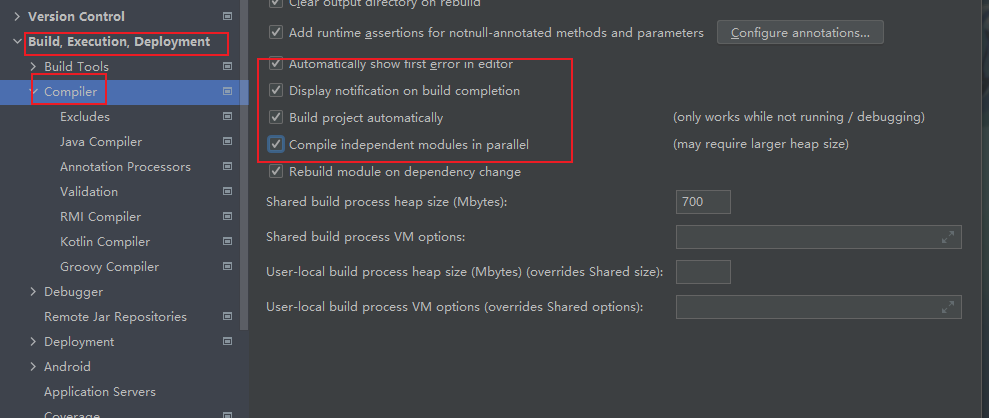 Version Control
Build, Execution, Deployment
Build Tools
Compiler
Excludes
Java Compiler
Annotation Processors
Validation
RMI Compiler
Kotlin Compiler
Groovy Compiler
Debugger
Remote Jar Repositories
Deployment
Android
Application Servers
Coverage
Clear output directory on rebuild
Add runtime assertions for notnull-annotated methods and parameters Configure annotations...
Automatically show first error in editor
Display notification on build completion
Build project automatically (only works while not running / debugging)
Compile independent modules in parallel (may require larger heap size)
Rebuild module on dependency change
Shared build process heap size (Mbytes): 700
Shared build process VM options:
User-local build process heap size (Mbytes) (overrides Shared size):
User-local build process VM options (overrides Shared options):